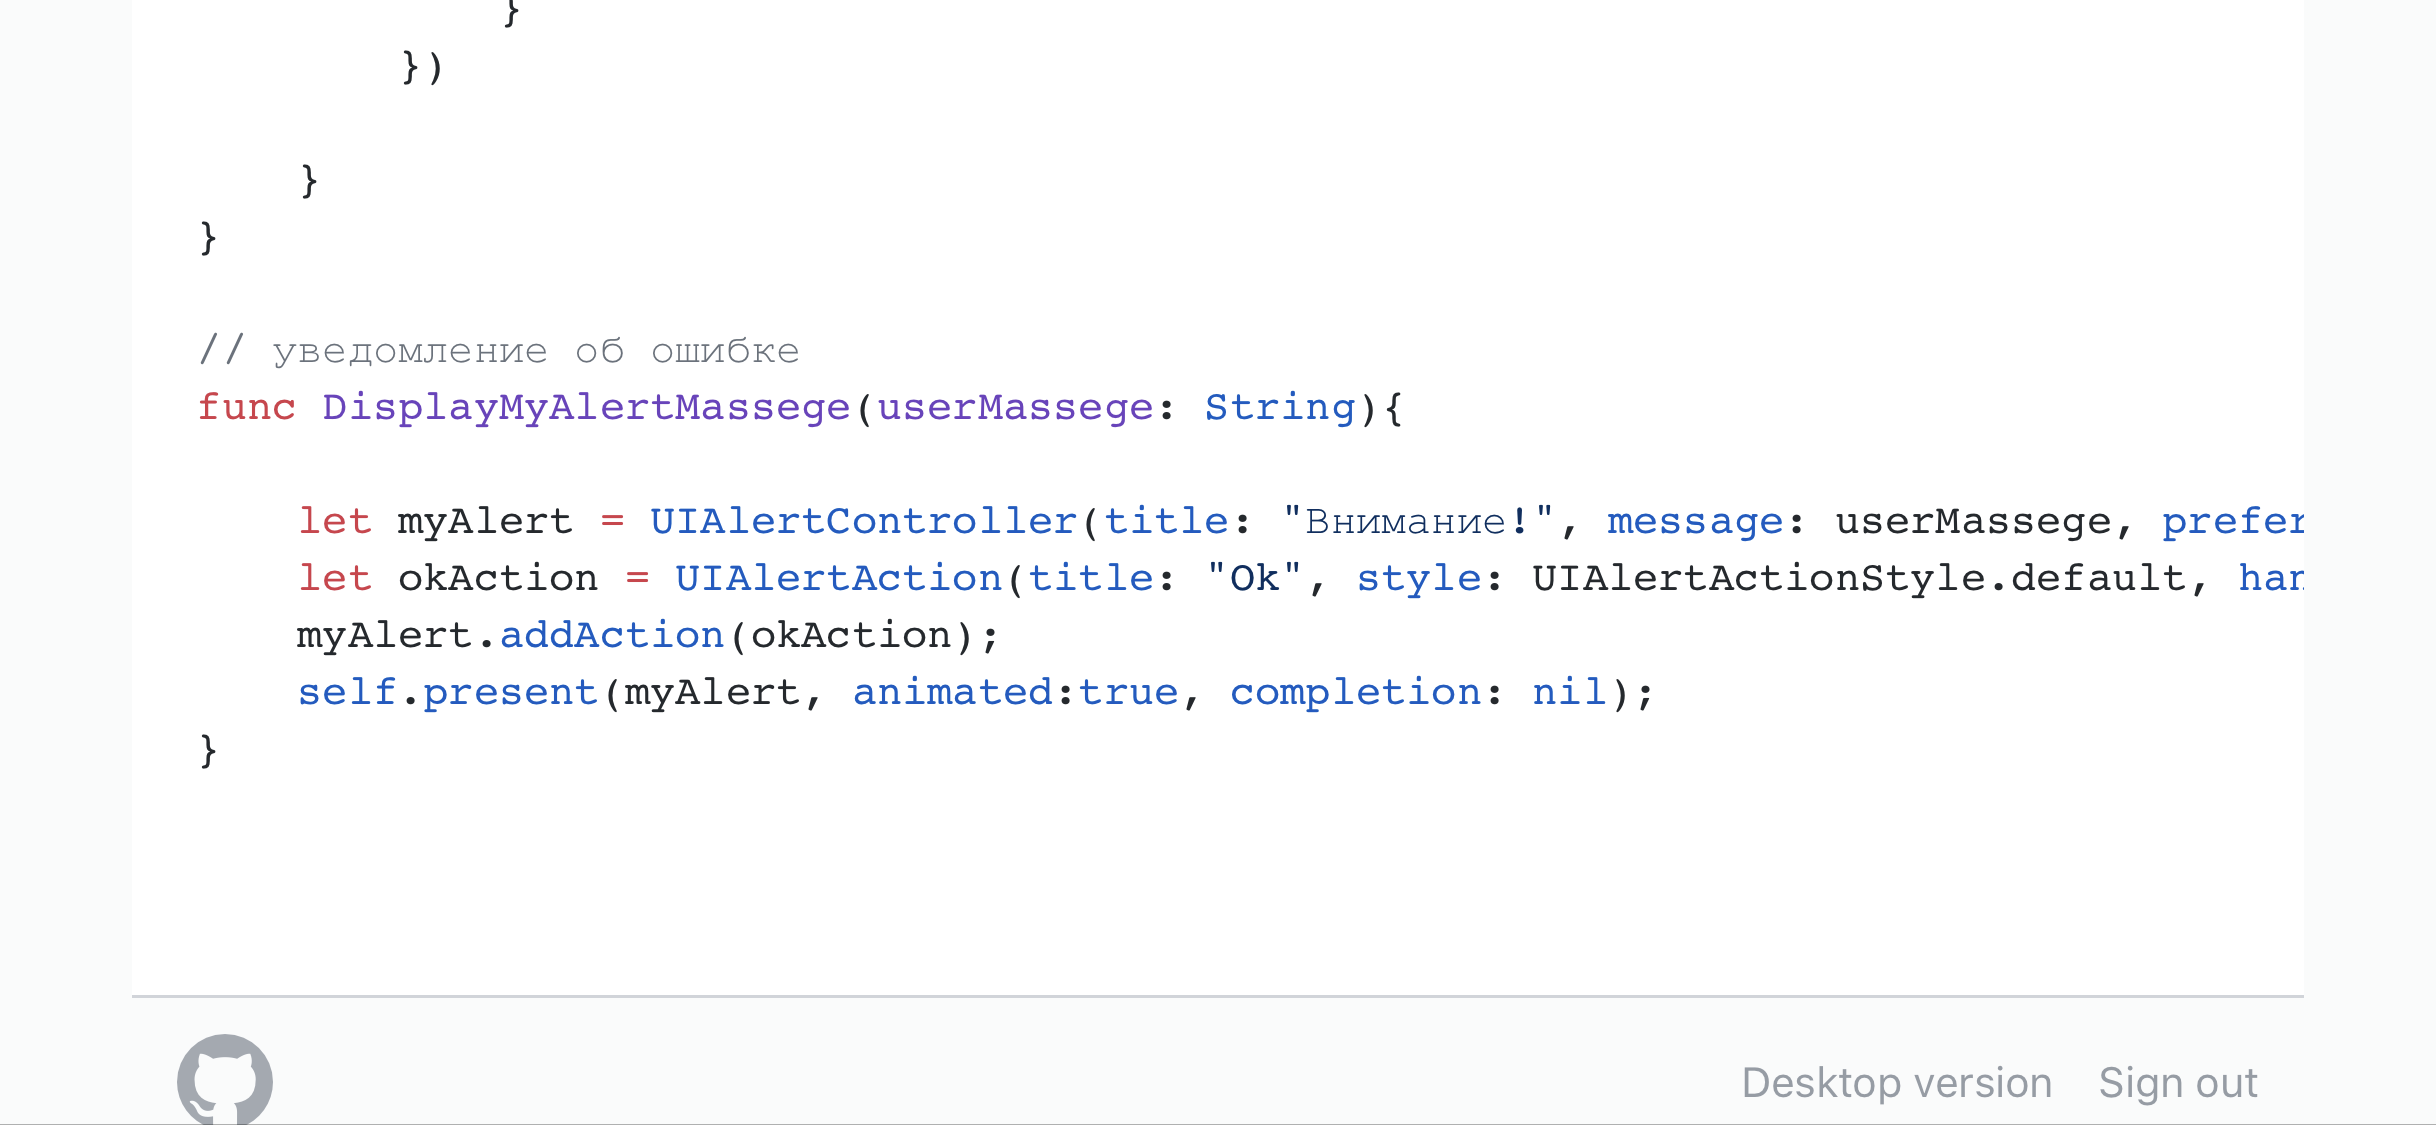 }
})
}
}
// уведомление об ошибке
func DisplayMyAlertMassege(userMassege: String){
let myAlert = UIAlertController(title: "Внимание!", message: userMassege, prefer
let okAction = UIAlertAction(title: "Ok", style: UIAlertActionStyle.default, han
myAlert.addAction(okAction);
self.present(myAlert, animated:true, completion: nil);
}
Desktop version Sign out